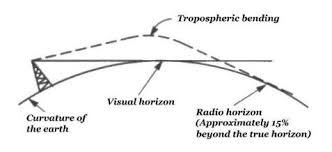 Tropospheric bending
Visual horizon
Curvature of
the earth
Radio horizon
(Approximately 15%
beyond the true horizon)